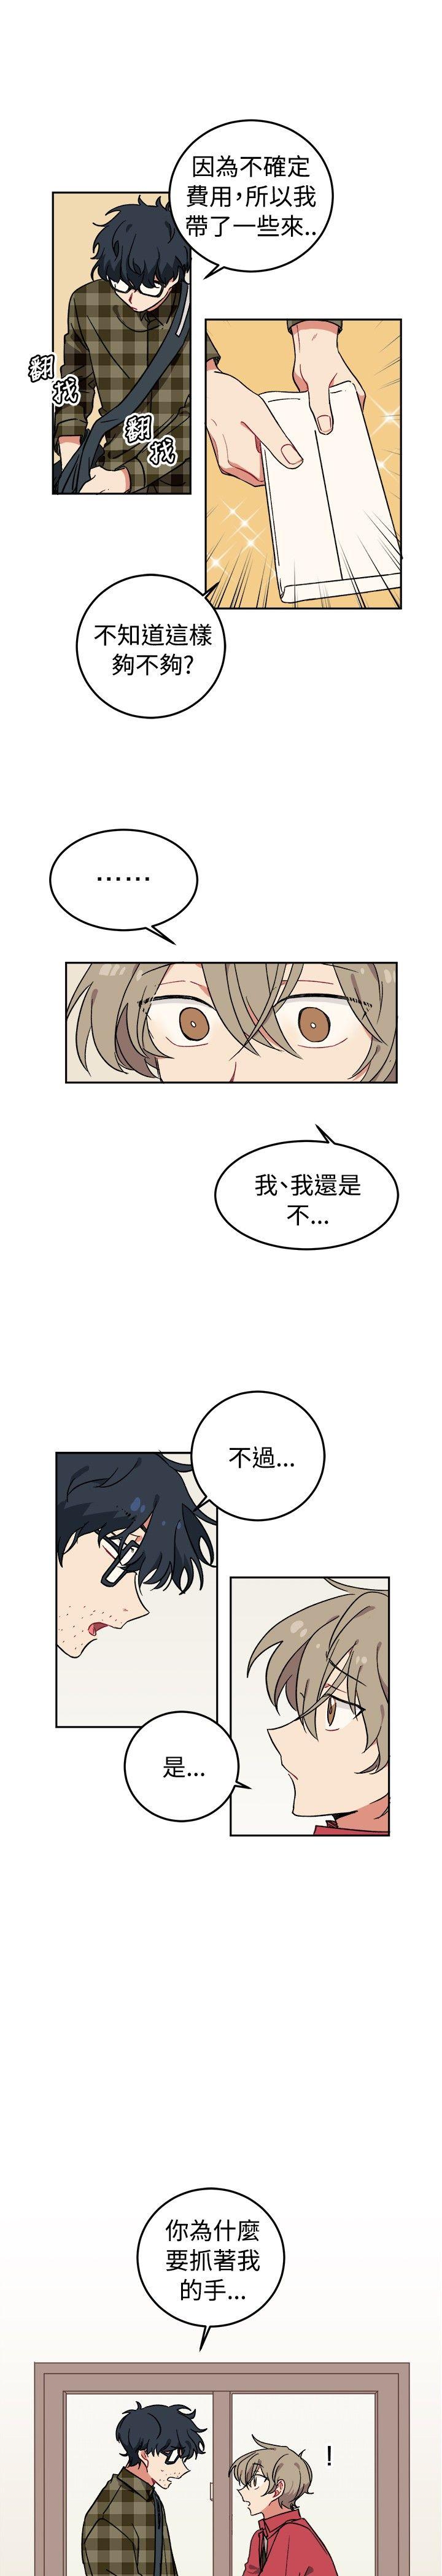 因為不確定
費用，所以我
帶了一些來..
翻
找
翻
找
不知道這樣
夠不夠?
……
我、我還是
不...
不過...
是...
你為什麼
要抓著我
的手...
!